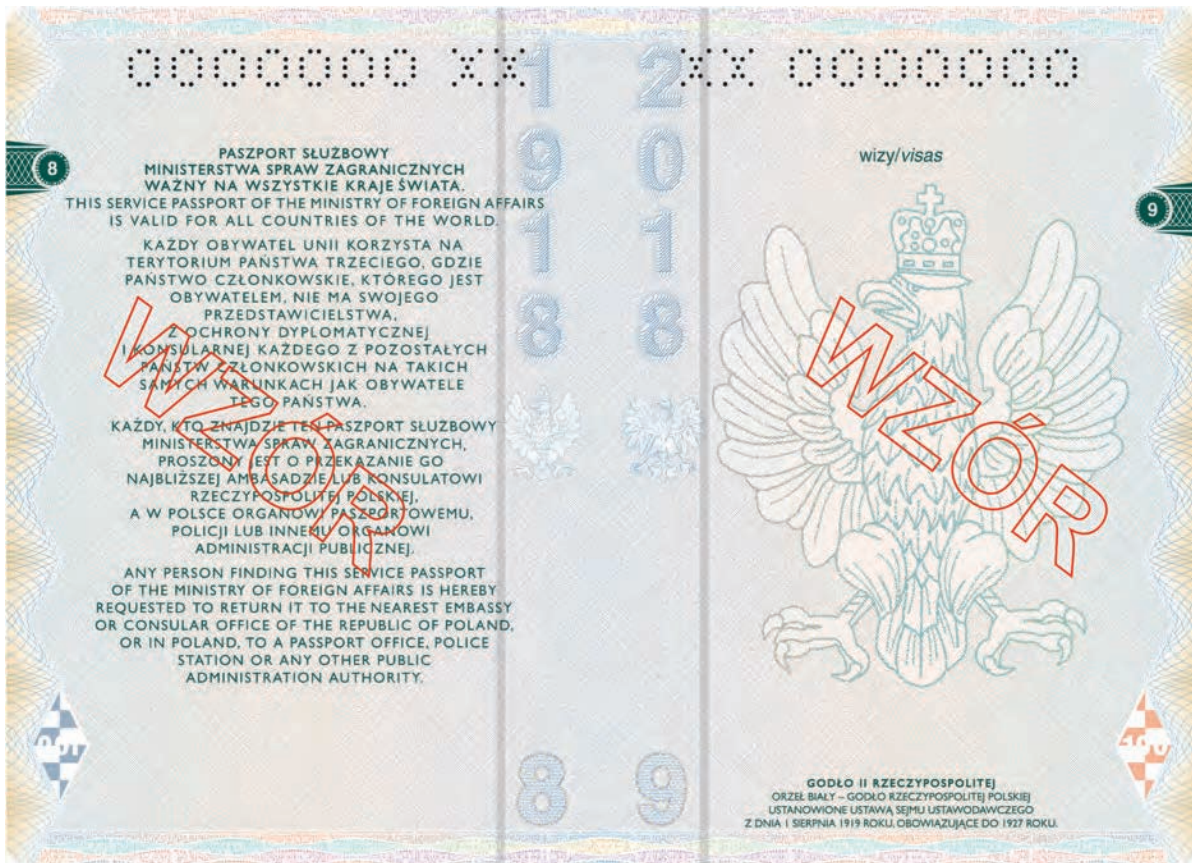 0000000 XX
XX 0000000
1918
2018
8
PASZPORT SŁUŻBOWY
MINISTERSTWA SPRAW ZAGRANICZNYCH
WAŻNY NA WSZYSTKIE KRAJE ŚWIATA.
THIS SERVICE PASSPORT OF THE MINISTRY OF FOREIGN AFFAIRS
IS VALID FOR ALL COUNTRIES OF THE WORLD.
KAŻDY OBYWATEL UNII KORZYSTA NA
TERYTORIUM PAŃSTWA TRZECIEGO, GDZIE
PAŃSTWO CZŁONKOWSKIE, KTÓREGO JEST
OBYWATELEM, NIE MA SWOJEGO
PRZEDSTAWICIELSTWA,
Z OCHRONY DYPLOMATYCZNEJ
I KONSULARNEJ KAŻDEGO Z POZOSTAŁYCH
PAŃSTW CZŁONKOWSKICH NA TAKICH
SAMYCH WARUNKACH JAK OBYWATELE
TEGO PAŃSTWA.
KAŻDY, KTO ZNAJDZIE TEN PASZPORT SŁUŻBOWY
MINISTERSTWA SPRAW ZAGRANICZNYCH,
PROSZONY JEST O PRZEKAZANIE GO
NAJBLIŻSZEJ AMBASADZIE LUB KONSULATOWI
RZECZYPOSPOLITEJ POLSKIEJ,
A W POLSCE ORGANOWI PASZPORTOWEMU,
POLICJI LUB INNEMU ORGANOWI
ADMINISTRACJI PUBLICZNEJ.
ANY PERSON FINDING THIS SERVICE PASSPORT
OF THE MINISTRY OF FOREIGN AFFAIRS IS HEREBY
REQUESTED TO RETURN IT TO THE NEAREST EMBASSY
OR CONSULAR OFFICE OF THE REPUBLIC OF POLAND,
OR IN POLAND, TO A PASSPORT OFFICE, POLICE
STATION OR ANY OTHER PUBLIC
ADMINISTRATION AUTHORITY.
WZÓR
8
9
wizy/visas
9
WZÓR
GODŁO II RZECZYPOSPOLITEJ
ORZEŁ BIAŁY – GODŁO RZECZYPOSPOLITEJ POLSKIEJ
USTANOWIONE USTAWĄ SEJMU USTAWODAWCZEGO
Z DNIA 1 SIERPNIA 1919 ROKU, OBOWIĄZUJĄCE DO 1927 ROKU.